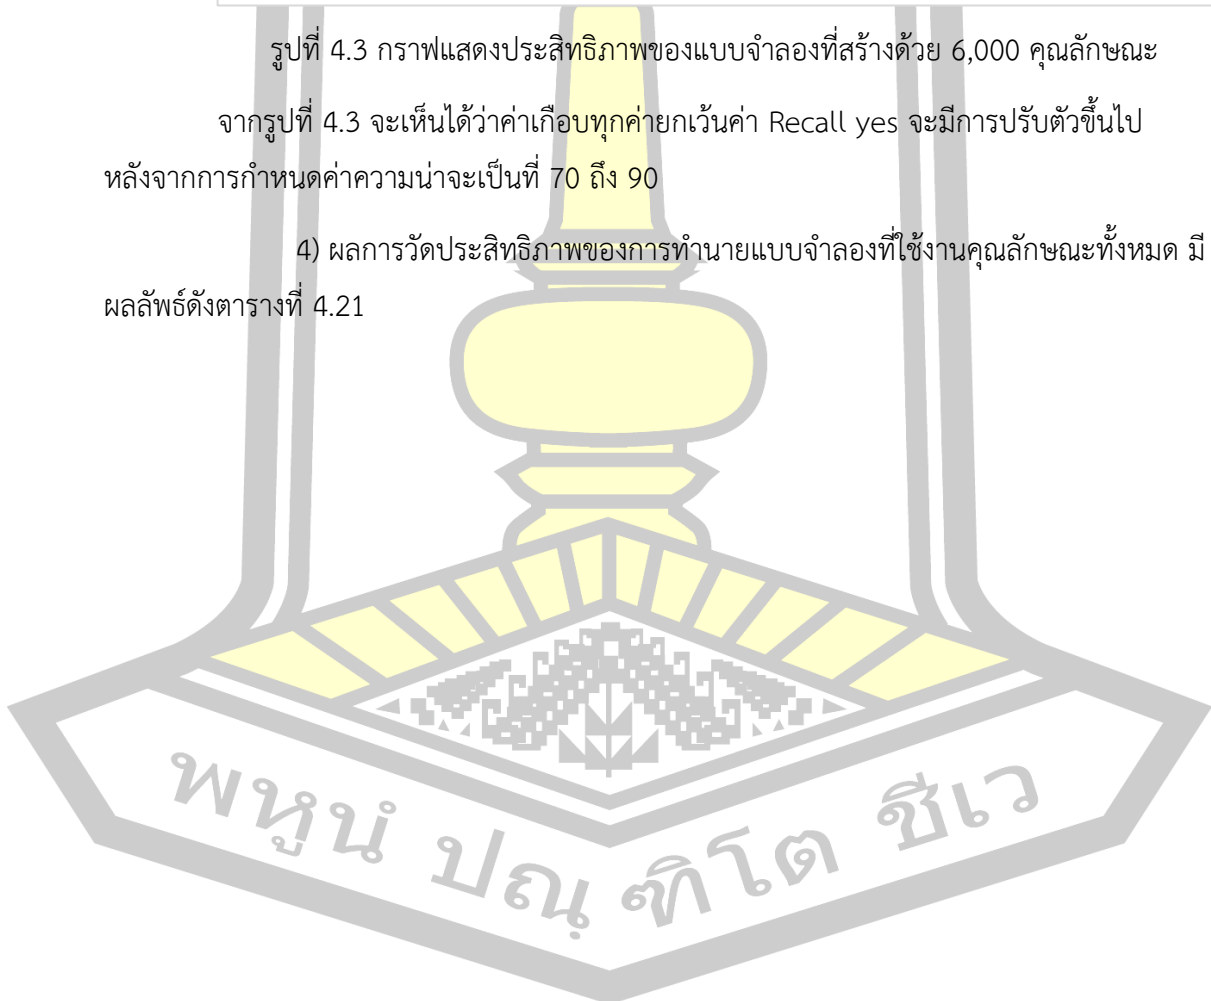 รูปที่ 4.3 กราฟแสดงประสิทธิภาพของแบบจำลองที่สร้างด้วย 6,000 คุณลักษณะ
จากรูปที่ 4.3 จะเห็นได้ว่าค่าเกือบทุกค่ายกเว้นค่า Recall yes จะมีการปรับตัวขึ้นไป
หลังจากการกำหนดค่าความน่าจะเป็นที่ 70 ถึง 90
4) ผลการวัดประสิทธิภาพของการทำนายแบบจำลองที่ใช้งานคุณลักษณะทั้งหมด มี
ผลลัพธ์ดังตารางที่ 4.21
พหูนํ ปณฺฑิโต ชีเว